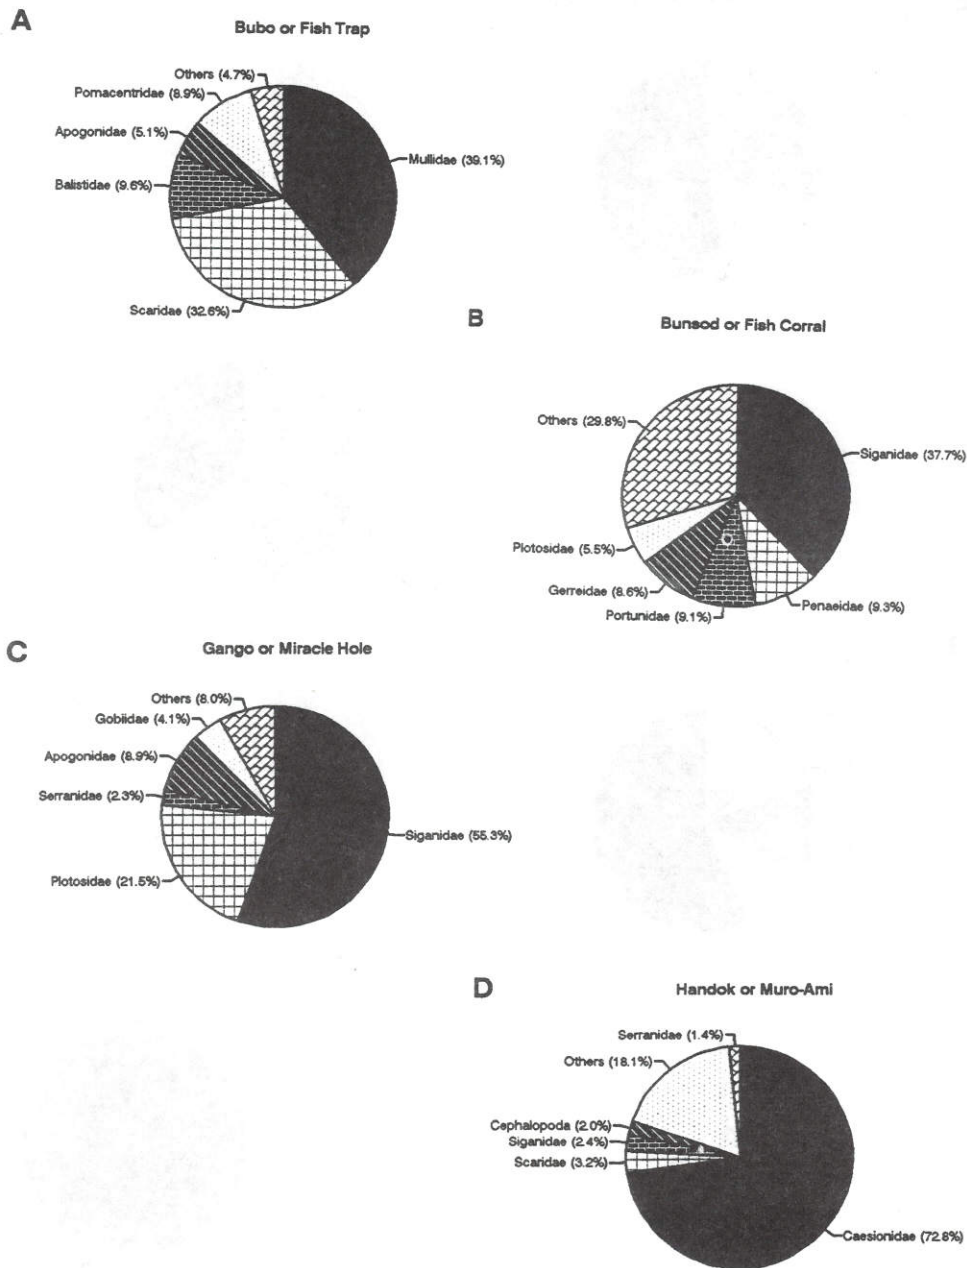 A
Bubo or Fish Trap
Others (4.7%)
Pomacentridae (8.9%)
Apogonidae (5.1%)
Balistidae (9.6%)
Mullidae (39.1%)
Scaridae (32.6%)
B
Bunsod or Fish Corral
Others (29.8%)
Siganidae (37.7%)
Plotosidae (5.5%)
Gerreidae (8.6%)
Portunidae (9.1%)
Penaeidae (9.3%)
C
Gango or Miracle Hole
Others (8.0%)
Gobiidae (4.1%)
Apogonidae (8.9%)
Serranidae (2.3%)
Siganidae (55.3%)
Plotosidae (21.5%)
D
Handok or Muro-Ami
Serranidae (1.4%)
Others (18.1%)
Cephalopoda (2.0%)
Siganidae (2.4%)
Scaridae (3.2%)
Caesionidae (72.8%)